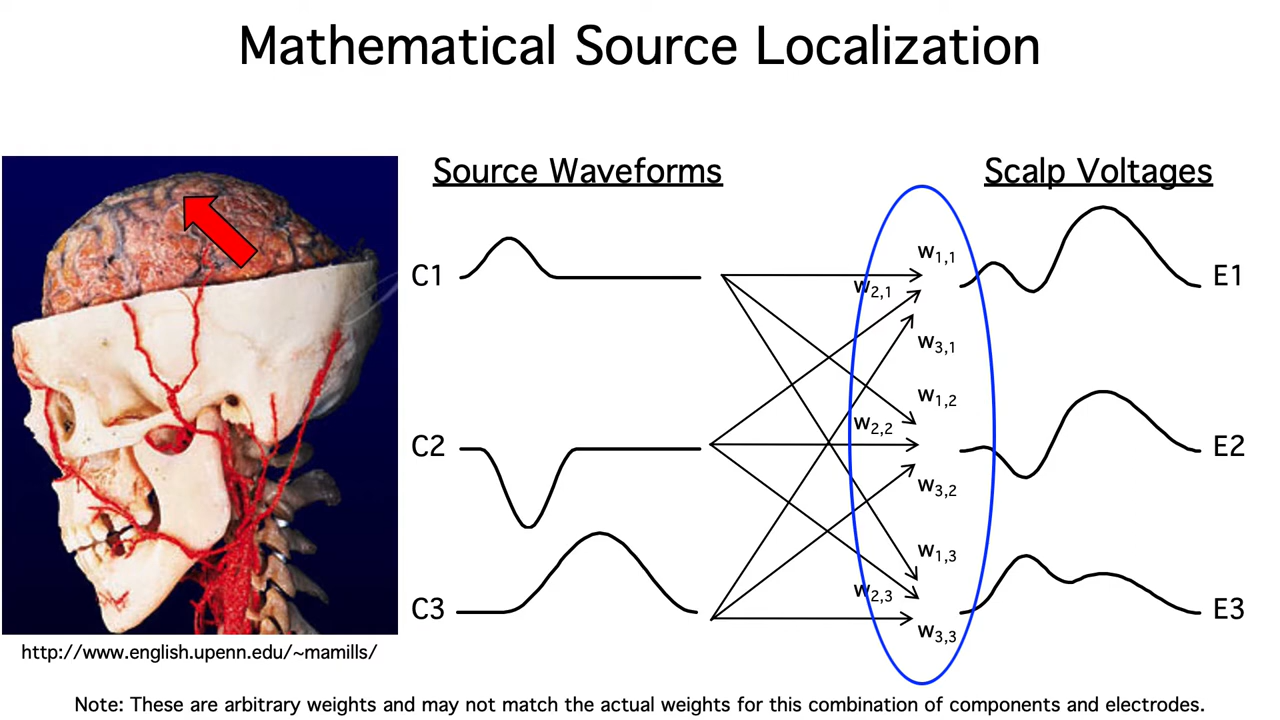 Mathematical Source Localization
Source Waveforms
Scalp Voltages
C1
w1,1
w2,1
E1
w3,1
w1,2
C2
w2,2
E2
w3,2
w1,3
C3
w2,3
E3
w3,3
http://www.english.upenn.edu/~mamills/
Note: These are arbitrary weights and may not match the actual weights for this combination of components and electrodes.